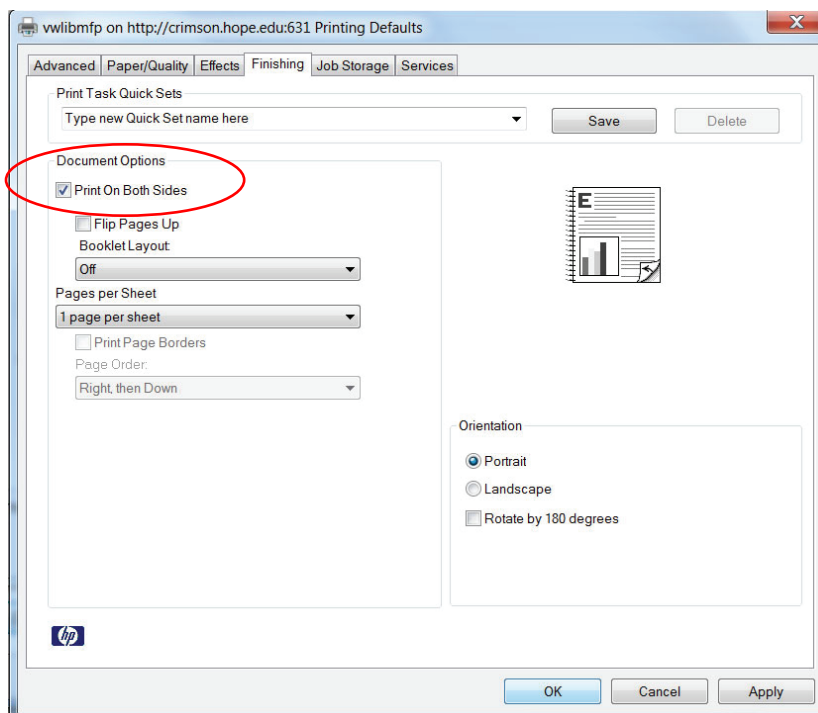 vwlibmfp on http://crimson.hope.edu:631 Printing Defaults
Advanced Paper/Quality Effects Finishing Job Storage Services
Print Task Quick Sets
Type new Quick Set name here
Save
Delete
Document Options
Print On Both Sides
Flip Pages Up
Booklet Layout:
Off
Pages per Sheet
1 page per sheet
Print Page Borders
Page Order:
Right, then Down
E
Orientation
Portrait
Landscape
Rotate by 180 degrees
hp
OK Cancel Apply